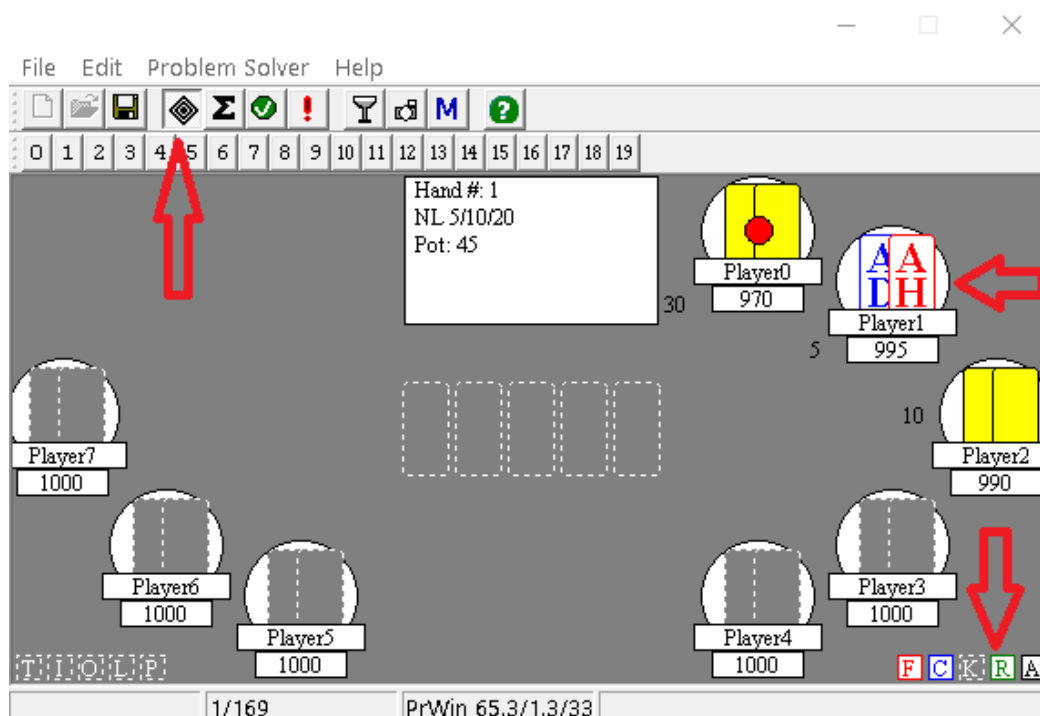 File Edit Problem Solver Help
Σ ! M ?
0 1 2 3 4 5 6 7 8 9 10 11 12 13 14 15 16 17 18 19
Hand #: 1
NL 5/10/20
Pot: 45
Player0
970
30
A A
D H
Player1
995
5
10
Player2
990
Player7
1000
Player6
1000
Player5
1000
Player4
1000
Player3
1000
T I O L P
F C K R A
1/169
PrWin 65.3/1.3/33